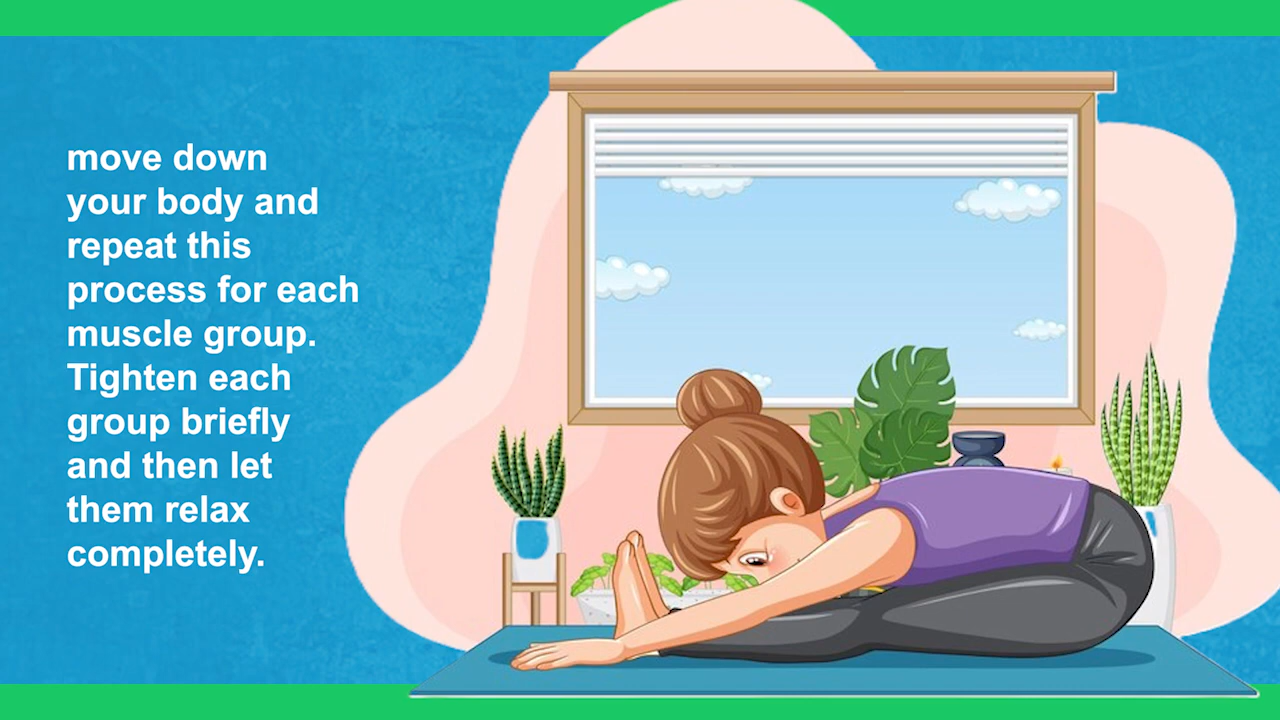 move down
your body and
repeat this
process for each
muscle group.
Tighten each
group briefly
and then let
them relax
completely.